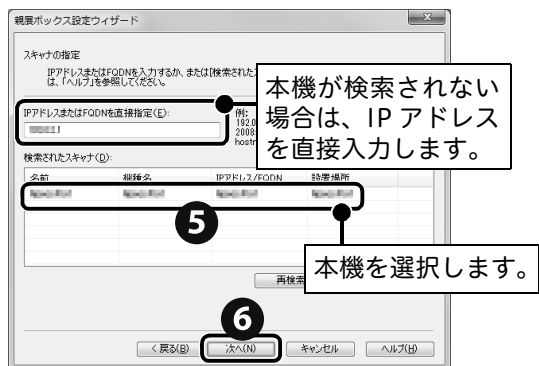 親展ボックス設定ウィザード
スキャナの指定
IPアドレスまたはFQDNを入力するか、または[検索された
は、「ヘルプ」を参照してください。
本機が検索されない
場合は、IP アドレス
を直接入力します。
IPアドレスまたはFQDNを直接指定(E):
例:
192.0
2008:
hostn
検索されたスキャナ(D):
名前 機種名 IPアドレス/FQDN 設置場所
5
本機を選択します。
再検索
6
< 戻る(B) 次へ(N) キャンセル ヘルプ(H)